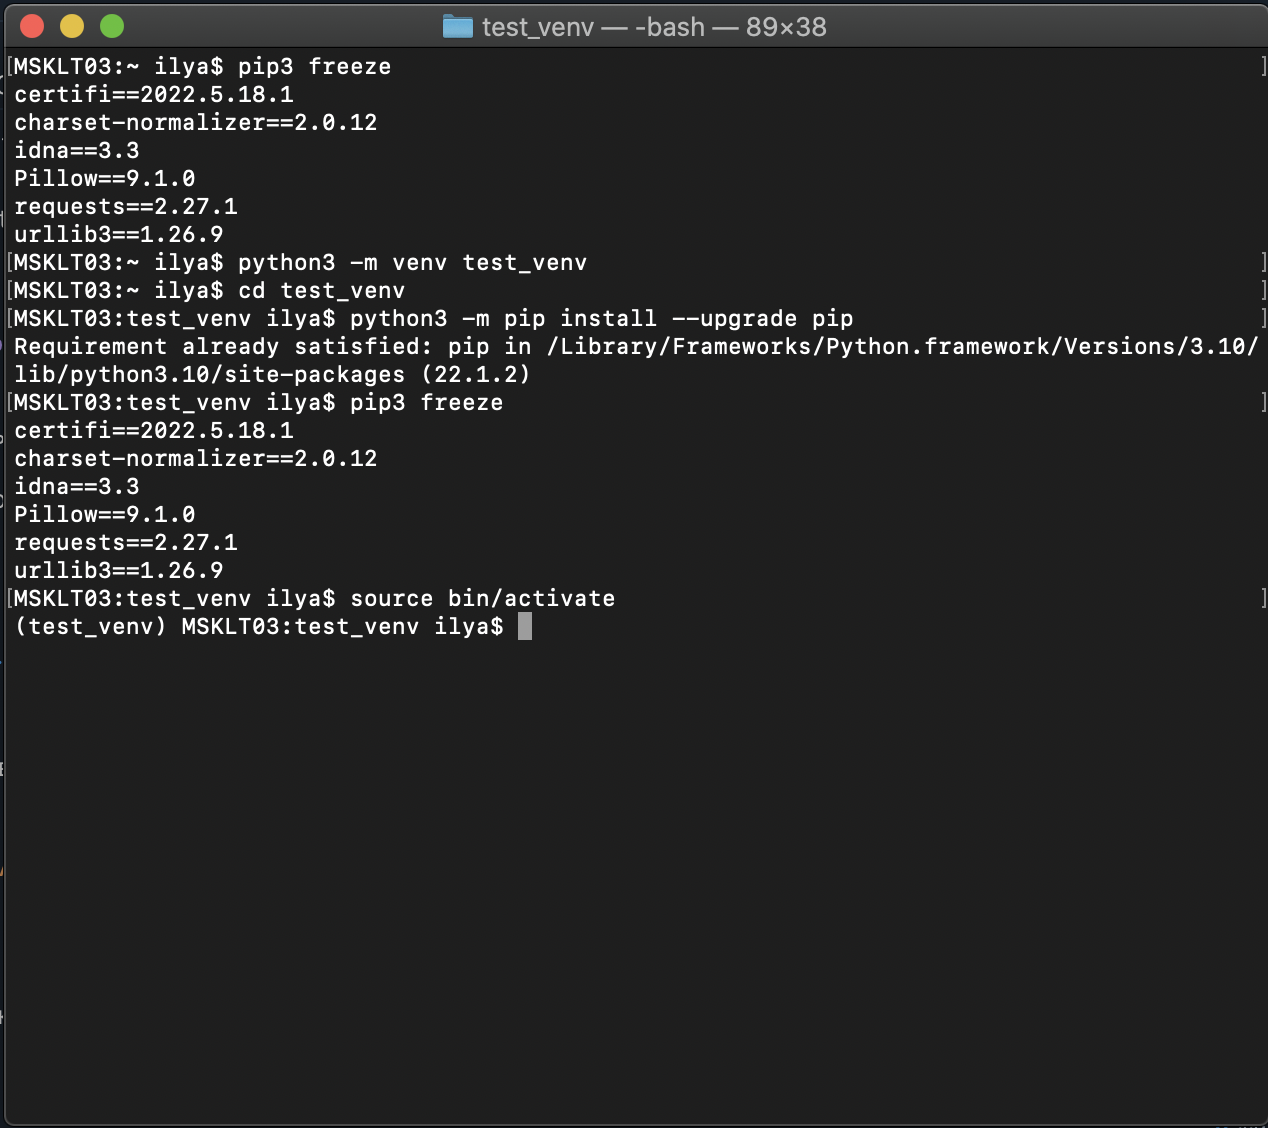 test_venv — -bash — 89×38
[MSKLT03:~ ilya$ pip3 freeze ]
certifi==2022.5.18.1
charset-normalizer==2.0.12
idna==3.3
Pillow==9.1.0
requests==2.27.1
urllib3==1.26.9
[MSKLT03:~ ilya$ python3 -m venv test_venv ]
[MSKLT03:~ ilya$ cd test_venv ]
[MSKLT03:test_venv ilya$ python3 -m pip install --upgrade pip ]
Requirement already satisfied: pip in /Library/Frameworks/Python.framework/Versions/3.10/
lib/python3.10/site-packages (22.1.2)
[MSKLT03:test_venv ilya$ pip3 freeze ]
certifi==2022.5.18.1
charset-normalizer==2.0.12
idna==3.3
Pillow==9.1.0
requests==2.27.1
urllib3==1.26.9
[MSKLT03:test_venv ilya$ source bin/activate ]
(test_venv) MSKLT03:test_venv ilya$